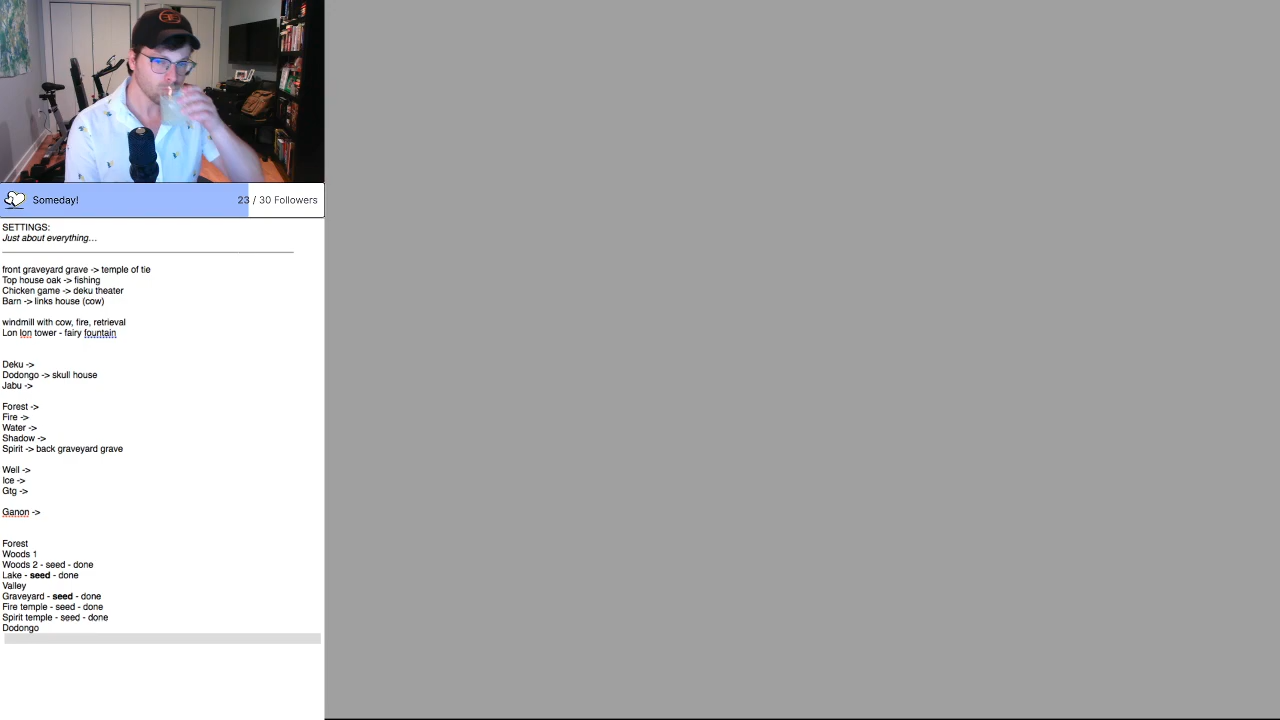 Someday!
23 / 30 Followers
SETTINGS:
Just about everything…
front graveyard grave -> temple of tie
Top house oak -> fishing
Chicken game -> deku theater
Barn -> links house (cow)
windmill with cow, fire, retrieval
Lon lon tower - fairy fountain
Deku ->
Dodongo -> skull house
Jabu ->
Forest ->
Fire ->
Water ->
Shadow ->
Spirit -> back graveyard grave
Well ->
Ice ->
Gtg ->
Ganon ->
Forest
Woods 1
Woods 2 - seed - done
Lake - seed - done
Valley
Graveyard - seed - done
Fire temple - seed - done
Spirit temple - seed - done
Dodongo